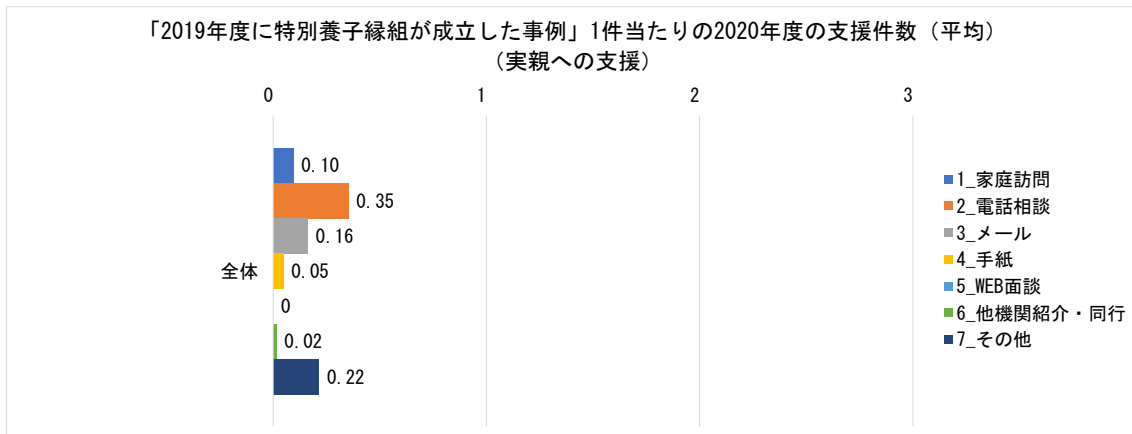 「2019年度に特別養子縁組が成立した事例」1件当たりの2020年度の支援件数（平均）
（実親への支援）
0 1 2 3
0.10
0.35
0.16
全体 0.05
0
0.02
0.22
1_家庭訪問
2_電話相談
3_メール
4_手紙
5_WEB面談
6_他機関紹介・同行
7_その他